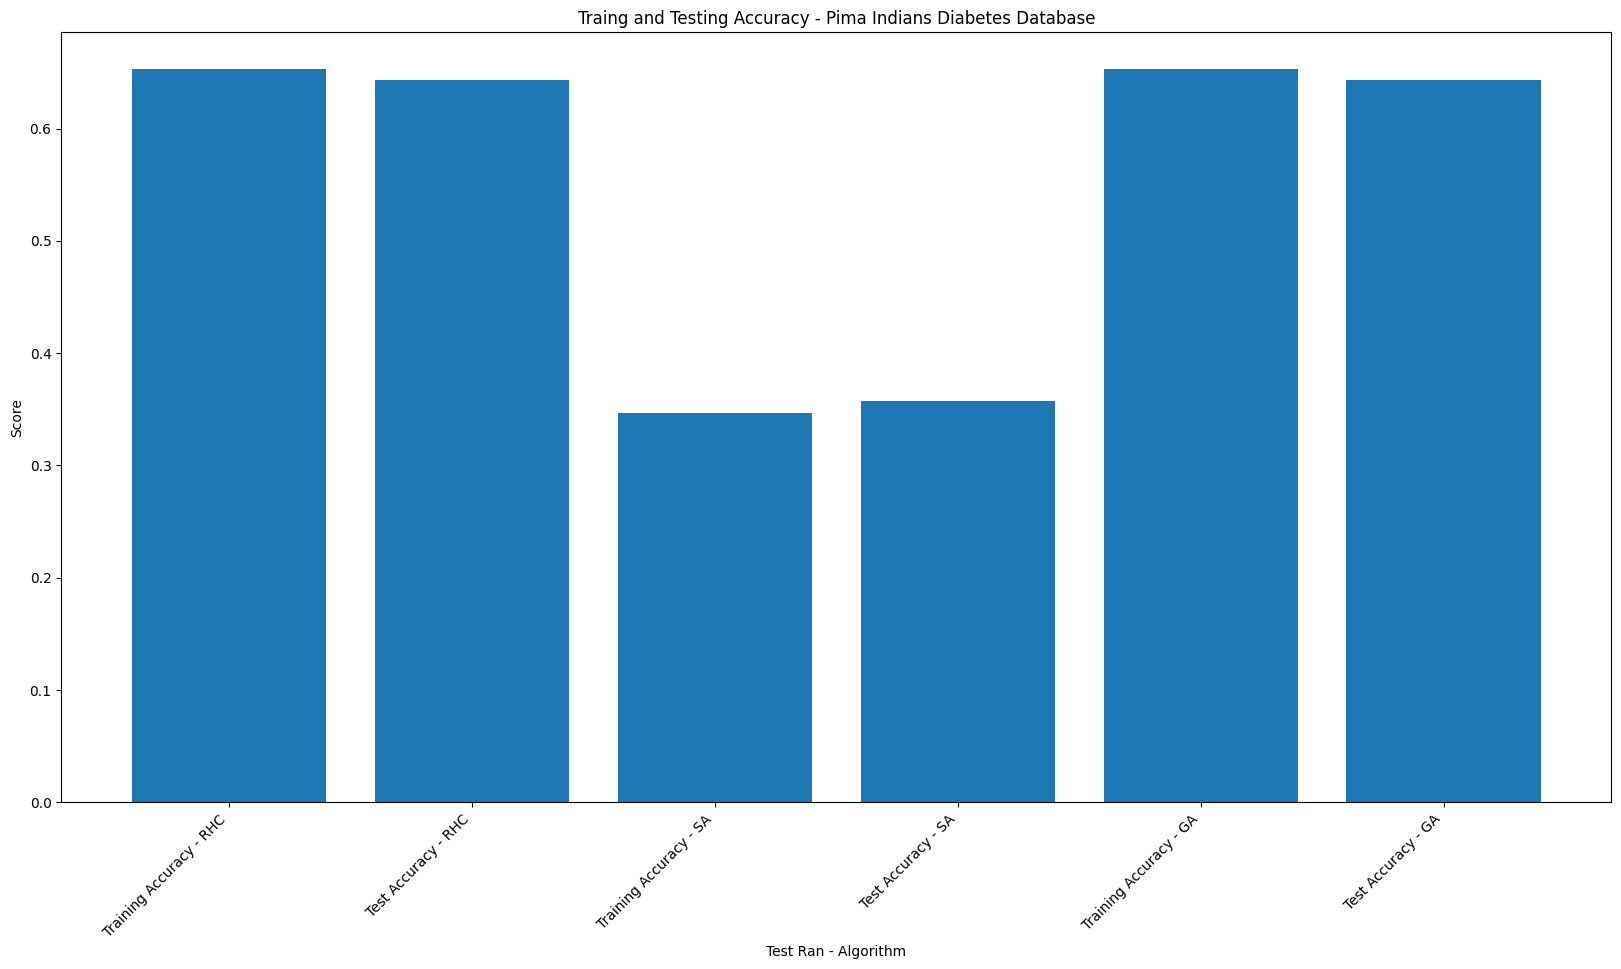 Traing and Testing Accuracy - Pima Indians Diabetes Database
Score
0.6
0.5
0.4
0.3
0.2
0.1
0.0
Training Accuracy - RHC
Test Accuracy - RHC
Training Accuracy - SA
Test Accuracy - SA
Training Accuracy - GA
Test Accuracy - GA
Test Ran - Algorithm